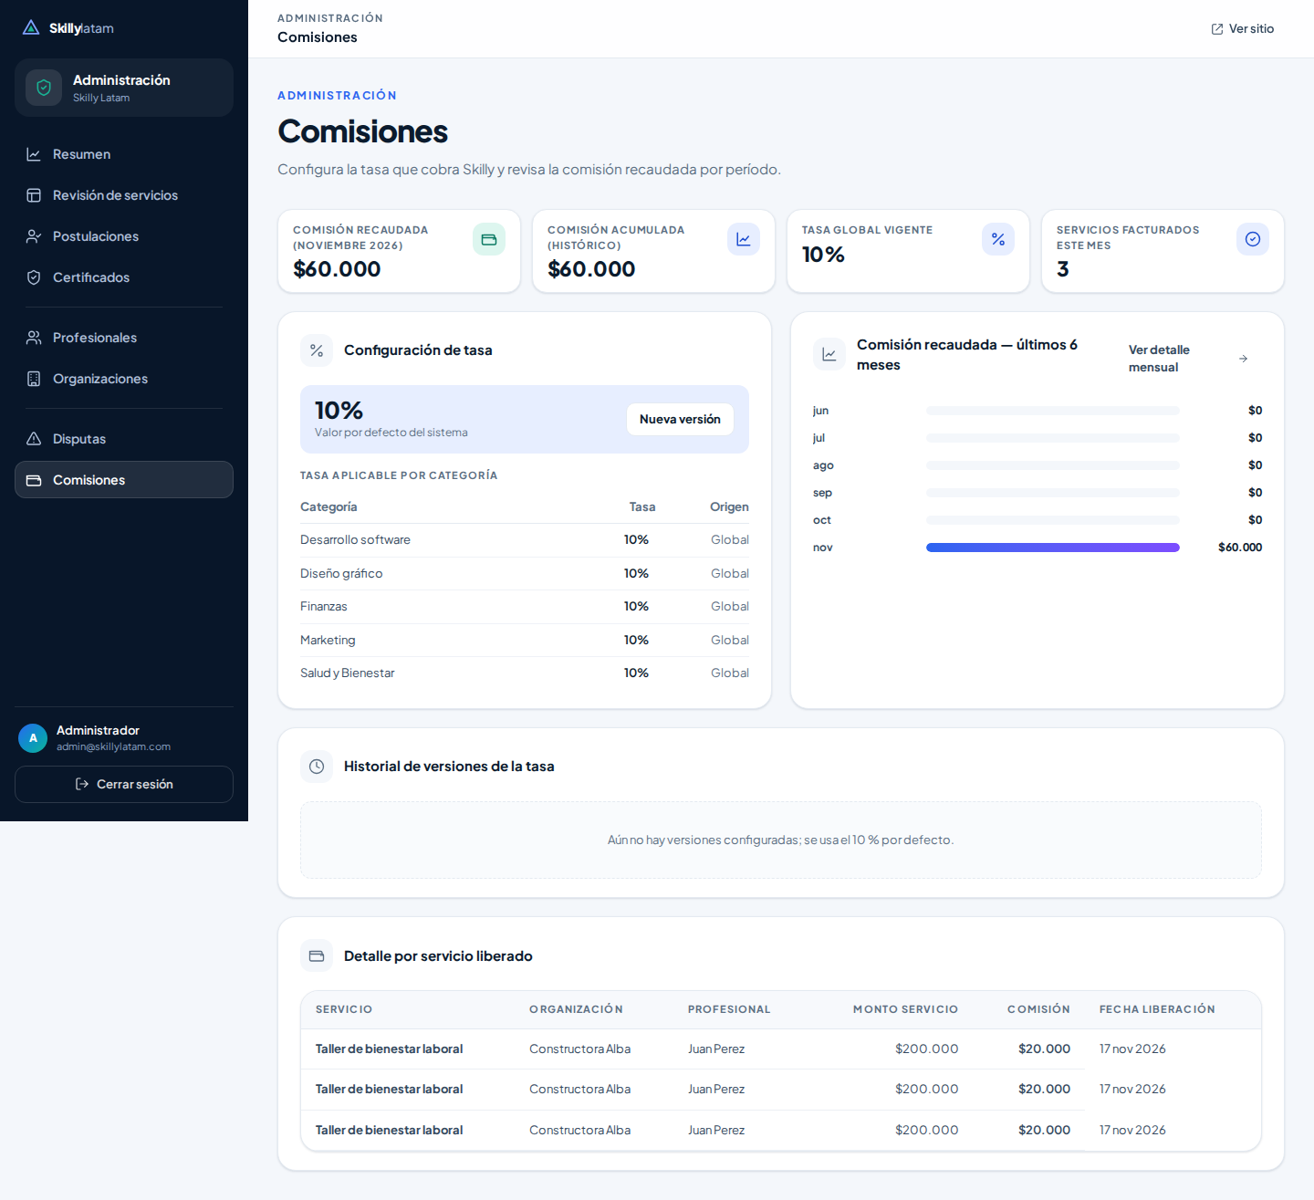 Skillylatam
Administración
Skilly Latam
Resumen
Revisión de servicios
Postulaciones
Certificados
Profesionales
Organizaciones
Disputas
Comisiones
A
Administrador
admin@skillylatam.com
Cerrar sesión
ADMINISTRACIÓN
Comisiones
Ver sitio
ADMINISTRACIÓN
Comisiones
Configura la tasa que cobra Skilly y revisa la comisión recaudada por período.
COMISIÓN RECAUDADA
(NOVIEMBRE 2026)
$60.000
COMISIÓN ACUMULADA
(HISTÓRICO)
$60.000
TASA GLOBAL VIGENTE
10%
SERVICIOS FACTURADOS
ESTE MES
3
Configuración de tasa
10%
Valor por defecto del sistema
Nueva versión
TASA APLICABLE POR CATEGORÍA
Categoría Tasa Origen
Desarrollo software 10% Global
Diseño gráfico 10% Global
Finanzas 10% Global
Marketing 10% Global
Salud y Bienestar 10% Global
Comisión recaudada — últimos 6
meses
Ver detalle
mensual
jun $0
jul $0
ago $0
sep $0
oct $0
nov $60.000
Historial de versiones de la tasa
Aún no hay versiones configuradas; se usa el 10 % por defecto.
Detalle por servicio liberado
SERVICIO ORGANIZACIÓN PROFESIONAL MONTO SERVICIO COMISIÓN FECHA LIBERACIÓN
Taller de bienestar laboral Constructora Alba Juan Perez $200.000 $20.000 17 nov 2026
Taller de bienestar laboral Constructora Alba Juan Perez $200.000 $20.000 17 nov 2026
Taller de bienestar laboral Constructora Alba Juan Perez $200.000 $20.000 17 nov 2026